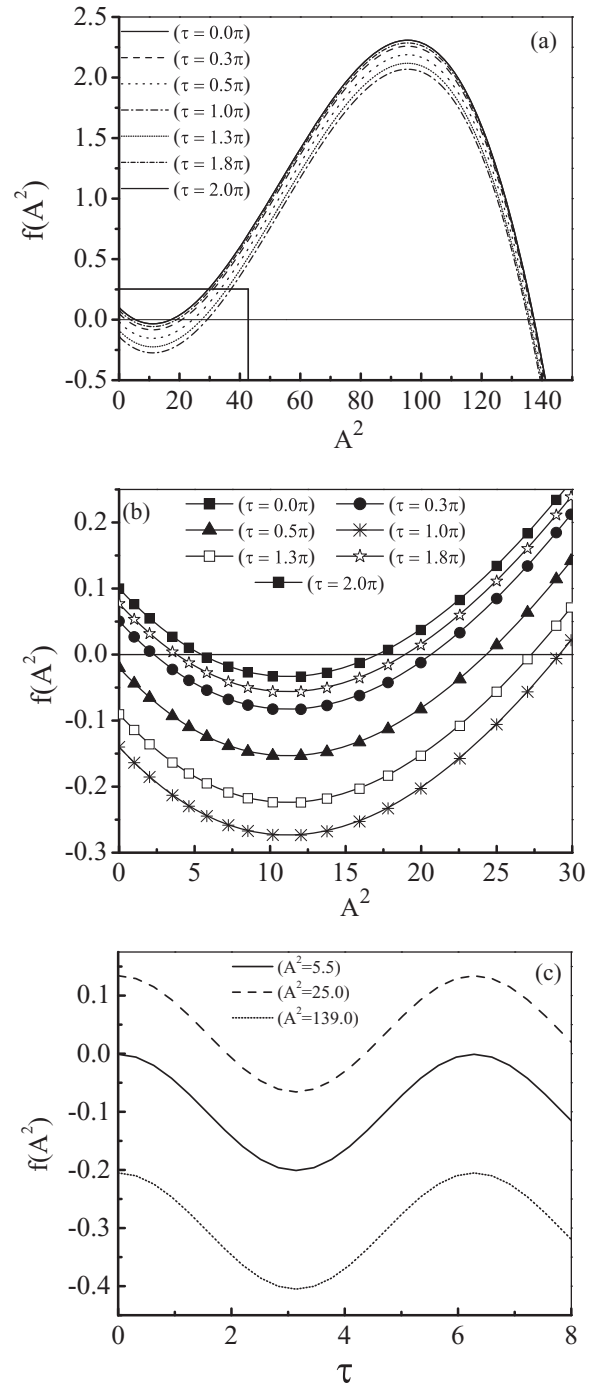 (a)
(τ = 0.0π)
(τ = 0.3π)
(τ = 0.5π)
(τ = 1.0π)
(τ = 1.3π)
(τ = 1.8π)
(τ = 2.0π)
2.5
2.0
1.5
1.0
0.5
0.0
-0.5
f(A²)
0 20 40 60 80 100 120 140
A²
(b)
(τ = 0.0π) (τ = 0.3π)
(τ = 0.5π) (τ = 1.0π)
(τ = 1.3π) (τ = 1.8π)
(τ = 2.0π)
0.2
0.1
0.0
-0.1
-0.2
-0.3
f(A²)
0 5 10 15 20 25 30
A²
(c)
(A²=5.5)
(A²=25.0)
(A²=139.0)
0.1
0.0
-0.1
-0.2
-0.3
-0.4
f(A²)
0 2 4 6 8
τ